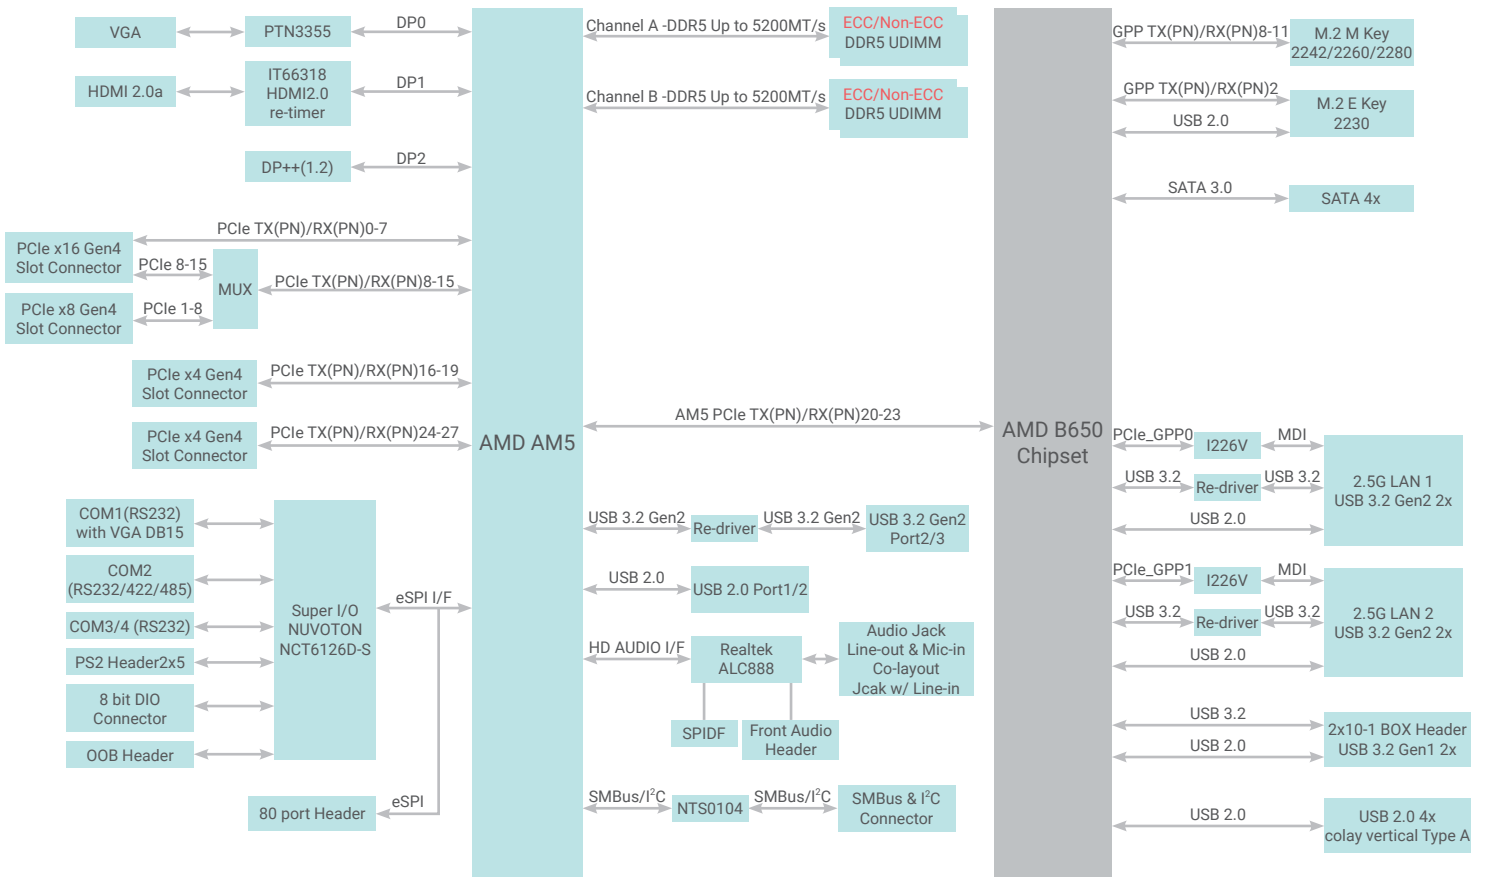 VGA
PTN3355
DP0
HDMI 2.0a
IT66318
HDMI2.0
re-timer
DP1
DP++(1.2)
DP2
PCIe x16 Gen4
Slot Connector
PCIe TX(PN)/RX(PN)0-7
PCIe 8-15
MUX
PCIe TX(PN)/RX(PN)8-15
PCIe x8 Gen4
Slot Connector
PCIe 1-8
PCIe x4 Gen4
Slot Connector
PCIe TX(PN)/RX(PN)16-19
PCIe x4 Gen4
Slot Connector
PCIe TX(PN)/RX(PN)24-27
COM1(RS232)
with VGA DB15
COM2
(RS232/422/485)
COM3/4 (RS232)
PS2 Header2x5
8 bit DIO
Connector
OOB Header
Super I/O
NUVOTON
NCT6126D-S
eSPI I/F
80 port Header
eSPI
AMD AM5
Channel A -DDR5 Up to 5200MT/s
ECC/Non-ECC
DDR5 UDIMM
Channel B -DDR5 Up to 5200MT/s
ECC/Non-ECC
DDR5 UDIMM
AM5 PCIe TX(PN)/RX(PN)20-23
USB 3.2 Gen2
Re-driver
USB 3.2 Gen2
USB 3.2 Gen2
Port2/3
USB 2.0
USB 2.0 Port1/2
HD AUDIO I/F
Realtek
ALC888
Audio Jack
Line-out & Mic-in
Co-layout
Jcak w/ Line-in
SPIDF
Front Audio
Header
SMBus/I²C
NTS0104
SMBus/I²C
SMBus & I²C
Connector
AMD B650
Chipset
GPP TX(PN)/RX(PN)8-11
M.2 M Key
2242/2260/2280
GPP TX(PN)/RX(PN)2
USB 2.0
M.2 E Key
2230
SATA 3.0
SATA 4x
PCIe_GPP0
I226V
MDI
USB 3.2
Re-driver
USB 3.2
USB 2.0
2.5G LAN 1
USB 3.2 Gen2 2x
PCIe_GPP1
I226V
MDI
USB 3.2
Re-driver
USB 3.2
USB 2.0
2.5G LAN 2
USB 3.2 Gen2 2x
USB 3.2
USB 2.0
2x10-1 BOX Header
USB 3.2 Gen1 2x
USB 2.0
USB 2.0 4x
colay vertical Type A